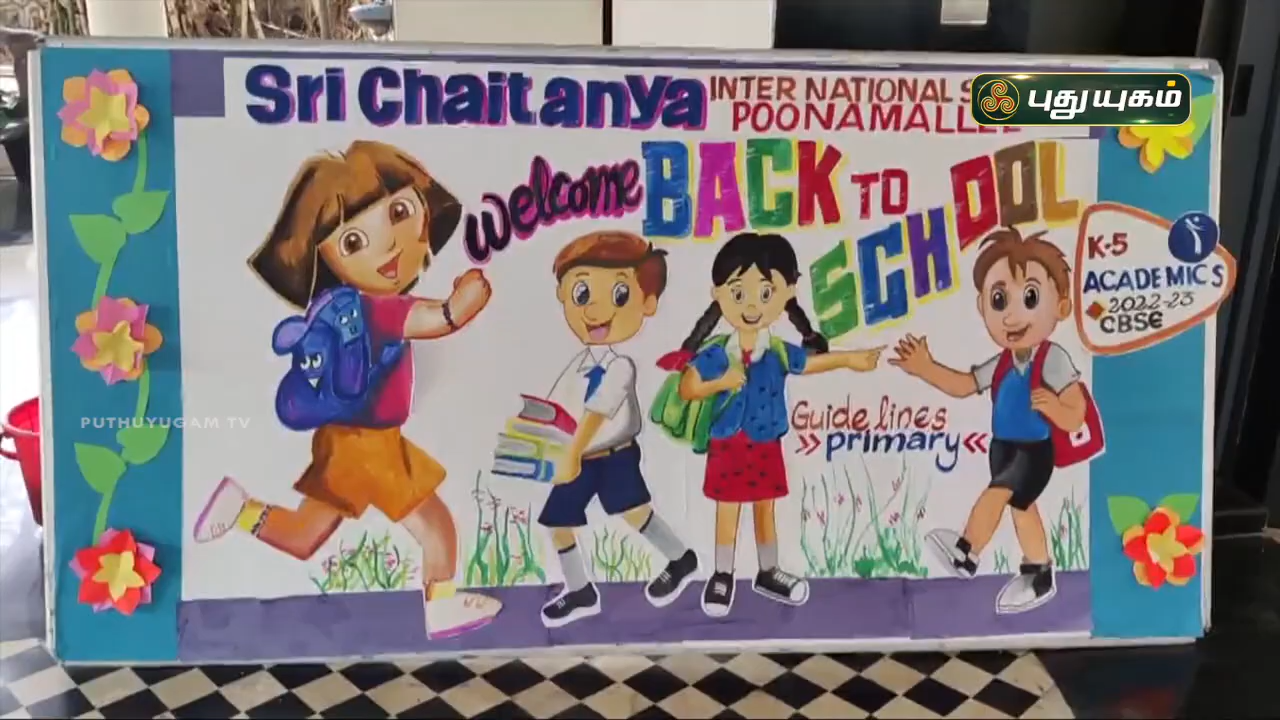 Sri Chaitanya INTER NATIONAL
POONAMALLEE
புதுயுகம்
welcome BACK TO
SCHOOL
K-5
ACADEMICS
2022-23
CBSE
Guide lines
»primary«
PUTHUYUGAM TV